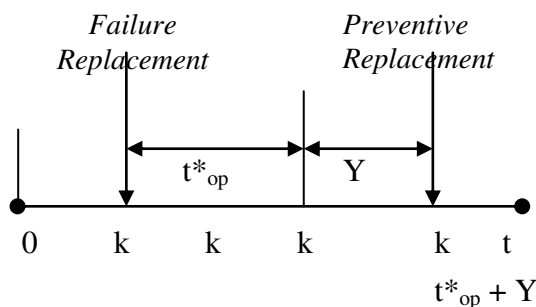 Failure
Replacement
Preventive
Replacement
t*op
Y
0 k k k k t
t*op + Y